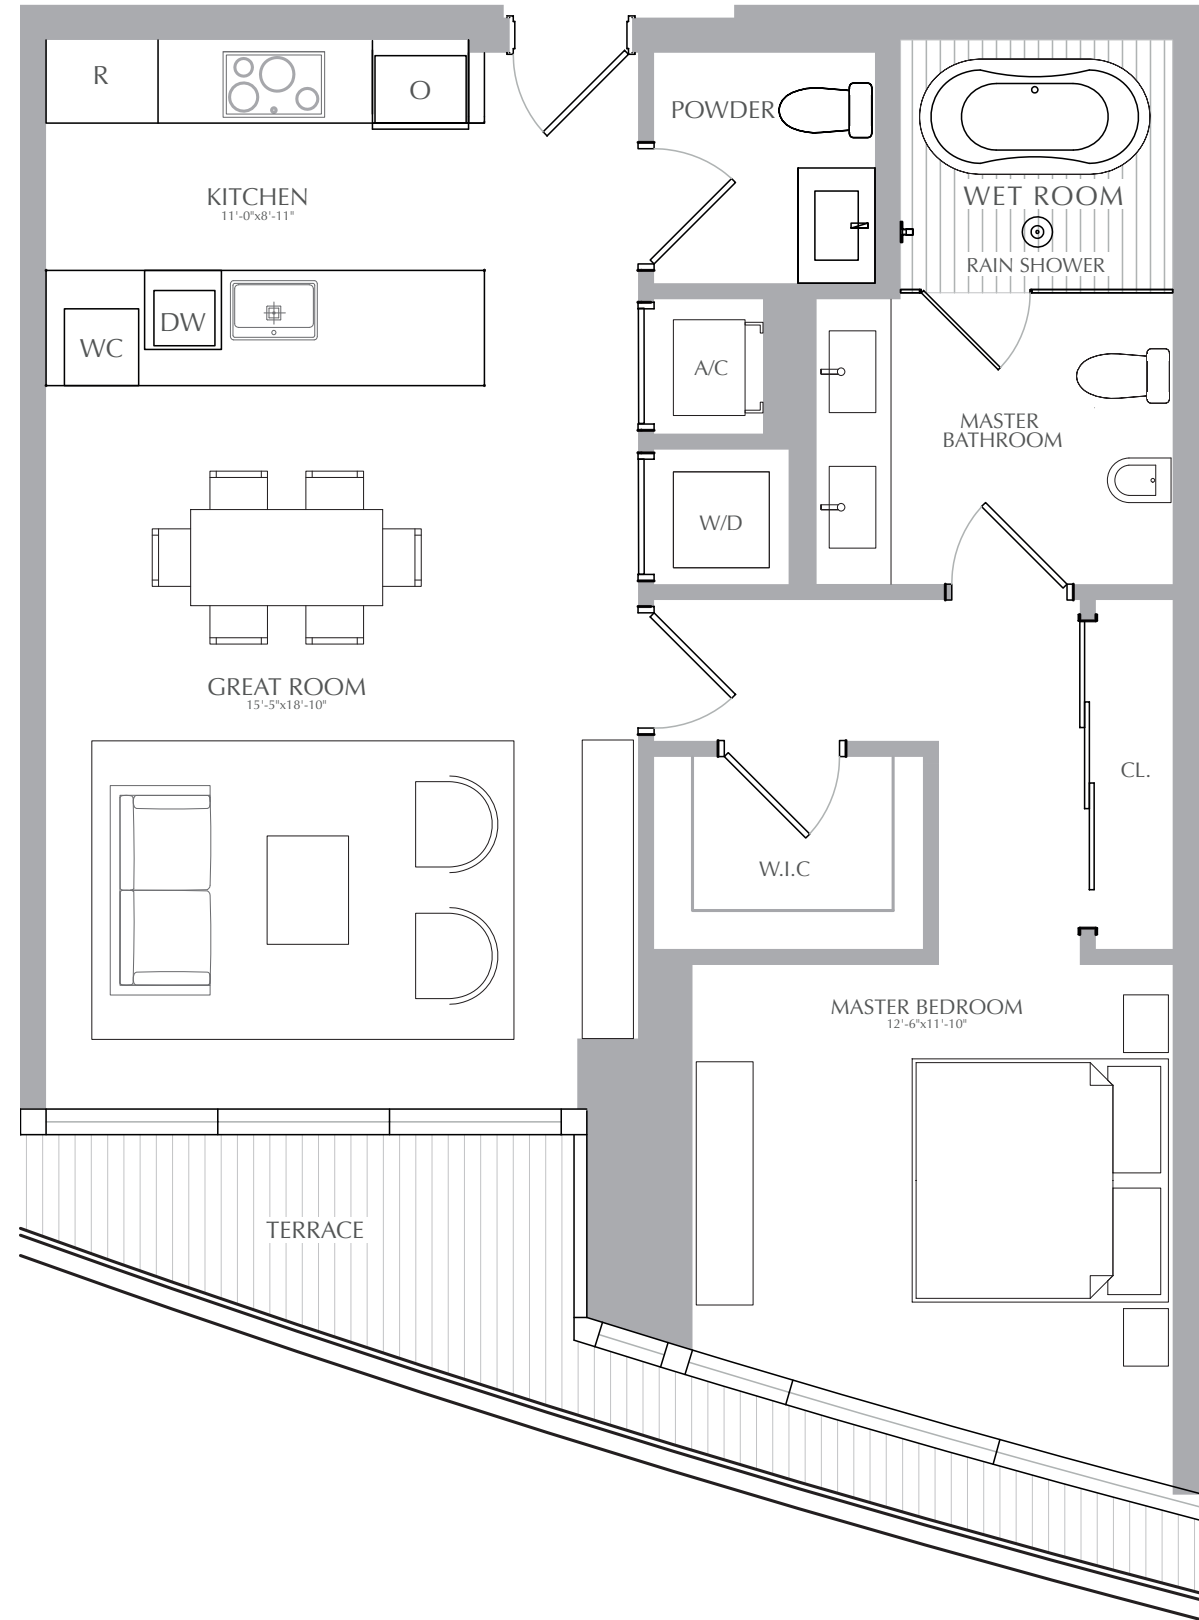 R
O
POWDER
KITCHEN
11'-0"x8'-11"
WET ROOM
RAIN SHOWER
WC
DW
A/C
MASTER
BATHROOM
W/D
GREAT ROOM
15'-5"x18'-10"
CL.
W.I.C
MASTER BEDROOM
12'-6"x11'-10"
TERRACE